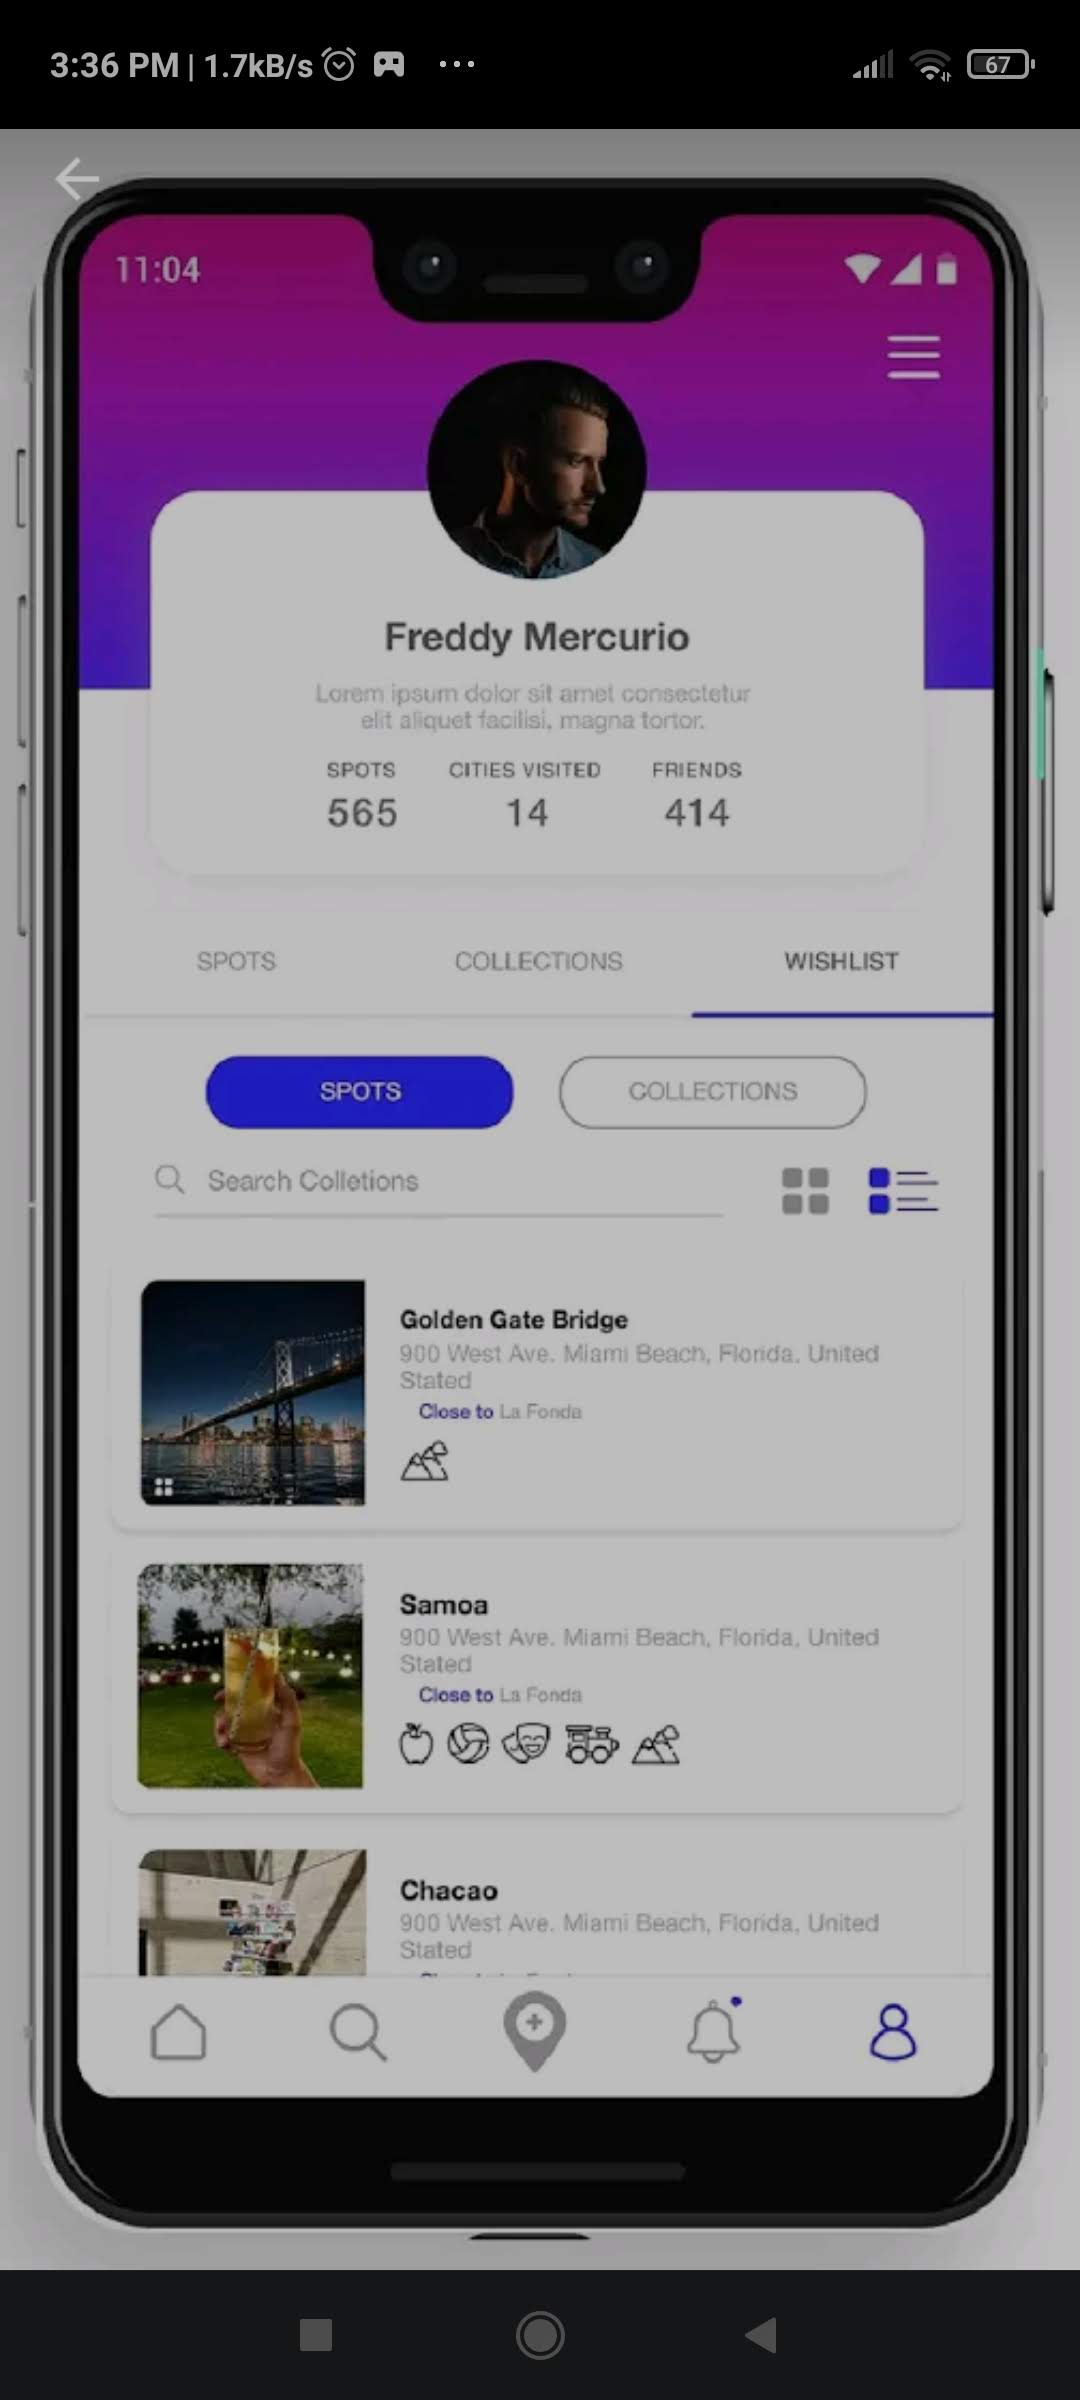 3:36 PM | 1.7kB/s
67
11:04
Freddy Mercurio
Lorem ipsum dolor sit amet consectetur
elit aliquet facilisi, magna tortor.
SPOTS CITIES VISITED FRIENDS
565 14 414
SPOTS COLLECTIONS WISHLIST
SPOTS COLLECTIONS
Search Colletions
Golden Gate Bridge
900 West Ave. Miami Beach, Florida, United
Stated
Close to La Fonda
Samoa
900 West Ave. Miami Beach, Florida, United
Stated
Close to La Fonda
Chacao
900 West Ave. Miami Beach, Florida, United
Stated